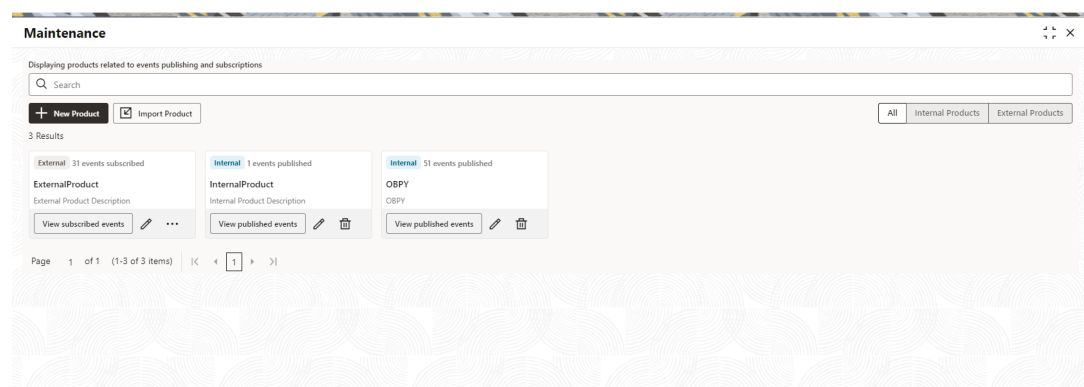 Maintenance
Displaying products related to events publishing and subscriptions
Search
New Product Import Product All Internal Products External Products
3 Results
External 31 events subscribed Internal 1 events published Internal 51 events published
ExternalProduct InternalProduct OBPY
External Product Description Internal Product Description OBPY
View subscribed events View published events View published events
Page 1 of 1 (1-3 of 3 items) 1